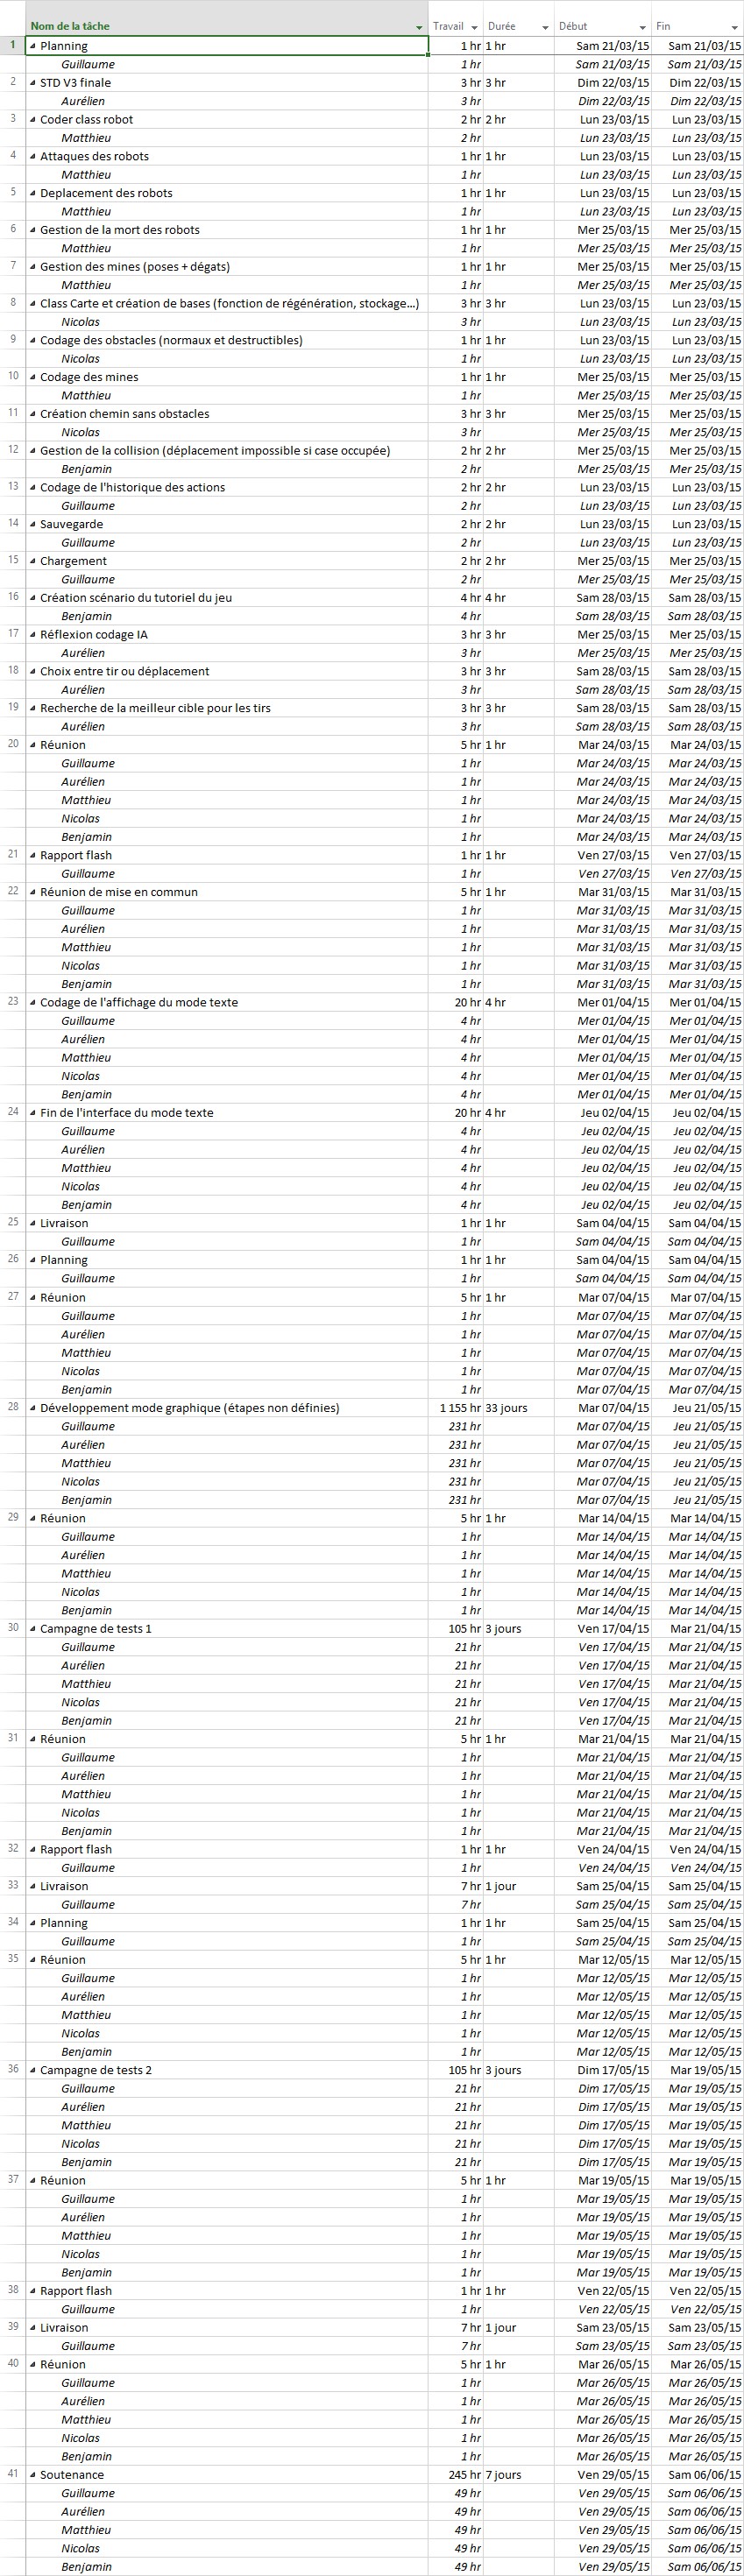 Nom de la tâche Travail Durée Début Fin
1 Planning 1 hr 1 hr Sam 21/03/15 Sam 21/03/15
Guillaume 1 hr Sam 21/03/15 Sam 21/03/15
2 STD V3 finale 3 hr 3 hr Dim 22/03/15 Dim 22/03/15
Aurélien 3 hr Dim 22/03/15 Dim 22/03/15
3 Coder class robot 2 hr 2 hr Lun 23/03/15 Lun 23/03/15
Matthieu 2 hr Lun 23/03/15 Lun 23/03/15
4 Attaques des robots 1 hr 1 hr Lun 23/03/15 Lun 23/03/15
Matthieu 1 hr Lun 23/03/15 Lun 23/03/15
5 Deplacement des robots 1 hr 1 hr Lun 23/03/15 Lun 23/03/15
Matthieu 1 hr Lun 23/03/15 Lun 23/03/15
6 Gestion de la mort des robots 1 hr 1 hr Mer 25/03/15 Mer 25/03/15
Matthieu 1 hr Mer 25/03/15 Mer 25/03/15
7 Gestion des mines (poses + dégats) 1 hr 1 hr Mer 25/03/15 Mer 25/03/15
Matthieu 1 hr Mer 25/03/15 Mer 25/03/15
8 Class Carte et création de bases (fonction de régénération, stockage...) 3 hr 3 hr Lun 23/03/15 Lun 23/03/15
Nicolas 3 hr Lun 23/03/15 Lun 23/03/15
9 Codage des obstacles (normaux et destructibles) 1 hr 1 hr Lun 23/03/15 Lun 23/03/15
Nicolas 1 hr Lun 23/03/15 Lun 23/03/15
10 Codage des mines 1 hr 1 hr Mer 25/03/15 Mer 25/03/15
Matthieu 1 hr Mer 25/03/15 Mer 25/03/15
11 Création chemin sans obstacles 3 hr 3 hr Mer 25/03/15 Mer 25/03/15
Nicolas 3 hr Mer 25/03/15 Mer 25/03/15
12 Gestion de la collision (déplacement impossible si case occupée) 2 hr 2 hr Mer 25/03/15 Mer 25/03/15
Benjamin 2 hr Mer 25/03/15 Mer 25/03/15
13 Codage de l'historique des actions 2 hr 2 hr Lun 23/03/15 Lun 23/03/15
Guillaume 2 hr Lun 23/03/15 Lun 23/03/15
14 Sauvegarde 2 hr 2 hr Lun 23/03/15 Lun 23/03/15
Guillaume 2 hr Lun 23/03/15 Lun 23/03/15
15 Chargement 2 hr 2 hr Mer 25/03/15 Mer 25/03/15
Guillaume 2 hr Mer 25/03/15 Mer 25/03/15
16 Création scénario du tutoriel du jeu 4 hr 4 hr Sam 28/03/15 Sam 28/03/15
Benjamin 4 hr Sam 28/03/15 Sam 28/03/15
17 Réflexion codage IA 3 hr 3 hr Mer 25/03/15 Mer 25/03/15
Aurélien 3 hr Mer 25/03/15 Mer 25/03/15
18 Choix entre tir ou déplacement 3 hr 3 hr Sam 28/03/15 Sam 28/03/15
Aurélien 3 hr Sam 28/03/15 Sam 28/03/15
19 Recherche de la meilleur cible pour les tirs 3 hr 3 hr Sam 28/03/15 Sam 28/03/15
Aurélien 3 hr Sam 28/03/15 Sam 28/03/15
20 Réunion 5 hr 1 hr Mar 24/03/15 Mar 24/03/15
Guillaume 1 hr Mar 24/03/15 Mar 24/03/15
Aurélien 1 hr Mar 24/03/15 Mar 24/03/15
Matthieu 1 hr Mar 24/03/15 Mar 24/03/15
Nicolas 1 hr Mar 24/03/15 Mar 24/03/15
Benjamin 1 hr Mar 24/03/15 Mar 24/03/15
21 Rapport flash 1 hr 1 hr Ven 27/03/15 Ven 27/03/15
Guillaume 1 hr Ven 27/03/15 Ven 27/03/15
22 Réunion de mise en commun 5 hr 1 hr Mar 31/03/15 Mar 31/03/15
Guillaume 1 hr Mar 31/03/15 Mar 31/03/15
Aurélien 1 hr Mar 31/03/15 Mar 31/03/15
Matthieu 1 hr Mar 31/03/15 Mar 31/03/15
Nicolas 1 hr Mar 31/03/15 Mar 31/03/15
Benjamin 1 hr Mar 31/03/15 Mar 31/03/15
23 Codage de l'affichage du mode texte 20 hr 4 hr Mer 01/04/15 Mer 01/04/15
Guillaume 4 hr Mer 01/04/15 Mer 01/04/15
Aurélien 4 hr Mer 01/04/15 Mer 01/04/15
Matthieu 4 hr Mer 01/04/15 Mer 01/04/15
Nicolas 4 hr Mer 01/04/15 Mer 01/04/15
Benjamin 4 hr Mer 01/04/15 Mer 01/04/15
24 Fin de l'interface du mode texte 20 hr 4 hr Jeu 02/04/15 Jeu 02/04/15
Guillaume 4 hr Jeu 02/04/15 Jeu 02/04/15
Aurélien 4 hr Jeu 02/04/15 Jeu 02/04/15
Matthieu 4 hr Jeu 02/04/15 Jeu 02/04/15
Nicolas 4 hr Jeu 02/04/15 Jeu 02/04/15
Benjamin 4 hr Jeu 02/04/15 Jeu 02/04/15
25 Livraison 1 hr 1 hr Sam 04/04/15 Sam 04/04/15
Guillaume 1 hr Sam 04/04/15 Sam 04/04/15
26 Planning 1 hr 1 hr Sam 04/04/15 Sam 04/04/15
Guillaume 1 hr Sam 04/04/15 Sam 04/04/15
27 Réunion 5 hr 1 hr Mar 07/04/15 Mar 07/04/15
Guillaume 1 hr Mar 07/04/15 Mar 07/04/15
Aurélien 1 hr Mar 07/04/15 Mar 07/04/15
Matthieu 1 hr Mar 07/04/15 Mar 07/04/15
Nicolas 1 hr Mar 07/04/15 Mar 07/04/15
Benjamin 1 hr Mar 07/04/15 Mar 07/04/15
28 Développement mode graphique (étapes non définies) 1 155 hr 33 jours Mar 07/04/15 Jeu 21/05/15
Guillaume 231 hr Mar 07/04/15 Jeu 21/05/15
Aurélien 231 hr Mar 07/04/15 Jeu 21/05/15
Matthieu 231 hr Mar 07/04/15 Jeu 21/05/15
Nicolas 231 hr Mar 07/04/15 Jeu 21/05/15
Benjamin 231 hr Mar 07/04/15 Jeu 21/05/15
29 Réunion 5 hr 1 hr Mar 14/04/15 Mar 14/04/15
Guillaume 1 hr Mar 14/04/15 Mar 14/04/15
Aurélien 1 hr Mar 14/04/15 Mar 14/04/15
Matthieu 1 hr Mar 14/04/15 Mar 14/04/15
Nicolas 1 hr Mar 14/04/15 Mar 14/04/15
Benjamin 1 hr Mar 14/04/15 Mar 14/04/15
30 Campagne de tests 1 105 hr 3 jours Ven 17/04/15 Mar 21/04/15
Guillaume 21 hr Ven 17/04/15 Mar 21/04/15
Aurélien 21 hr Ven 17/04/15 Mar 21/04/15
Matthieu 21 hr Ven 17/04/15 Mar 21/04/15
Nicolas 21 hr Ven 17/04/15 Mar 21/04/15
Benjamin 21 hr Ven 17/04/15 Mar 21/04/15
31 Réunion 5 hr 1 hr Mar 21/04/15 Mar 21/04/15
Guillaume 1 hr Mar 21/04/15 Mar 21/04/15
Aurélien 1 hr Mar 21/04/15 Mar 21/04/15
Matthieu 1 hr Mar 21/04/15 Mar 21/04/15
Nicolas 1 hr Mar 21/04/15 Mar 21/04/15
Benjamin 1 hr Mar 21/04/15 Mar 21/04/15
32 Rapport flash 1 hr 1 hr Ven 24/04/15 Ven 24/04/15
Guillaume 1 hr Ven 24/04/15 Ven 24/04/15
33 Livraison 7 hr 1 jour Sam 25/04/15 Sam 25/04/15
Guillaume 7 hr Sam 25/04/15 Sam 25/04/15
34 Planning 1 hr 1 hr Sam 25/04/15 Sam 25/04/15
Guillaume 1 hr Sam 25/04/15 Sam 25/04/15
35 Réunion 5 hr 1 hr Mar 12/05/15 Mar 12/05/15
Guillaume 1 hr Mar 12/05/15 Mar 12/05/15
Aurélien 1 hr Mar 12/05/15 Mar 12/05/15
Matthieu 1 hr Mar 12/05/15 Mar 12/05/15
Nicolas 1 hr Mar 12/05/15 Mar 12/05/15
Benjamin 1 hr Mar 12/05/15 Mar 12/05/15
36 Campagne de tests 2 105 hr 3 jours Dim 17/05/15 Mar 19/05/15
Guillaume 21 hr Dim 17/05/15 Mar 19/05/15
Aurélien 21 hr Dim 17/05/15 Mar 19/05/15
Matthieu 21 hr Dim 17/05/15 Mar 19/05/15
Nicolas 21 hr Dim 17/05/15 Mar 19/05/15
Benjamin 21 hr Dim 17/05/15 Mar 19/05/15
37 Réunion 5 hr 1 hr Mar 19/05/15 Mar 19/05/15
Guillaume 1 hr Mar 19/05/15 Mar 19/05/15
Aurélien 1 hr Mar 19/05/15 Mar 19/05/15
Matthieu 1 hr Mar 19/05/15 Mar 19/05/15
Nicolas 1 hr Mar 19/05/15 Mar 19/05/15
Benjamin 1 hr Mar 19/05/15 Mar 19/05/15
38 Rapport flash 1 hr 1 hr Ven 22/05/15 Ven 22/05/15
Guillaume 1 hr Ven 22/05/15 Ven 22/05/15
39 Livraison 7 hr 1 jour Sam 23/05/15 Sam 23/05/15
Guillaume 7 hr Sam 23/05/15 Sam 23/05/15
40 Réunion 5 hr 1 hr Mar 26/05/15 Mar 26/05/15
Guillaume 1 hr Mar 26/05/15 Mar 26/05/15
Aurélien 1 hr Mar 26/05/15 Mar 26/05/15
Matthieu 1 hr Mar 26/05/15 Mar 26/05/15
Nicolas 1 hr Mar 26/05/15 Mar 26/05/15
Benjamin 1 hr Mar 26/05/15 Mar 26/05/15
41 Soutenance 245 hr 7 jours Ven 29/05/15 Sam 06/06/15
Guillaume 49 hr Ven 29/05/15 Sam 06/06/15
Aurélien 49 hr Ven 29/05/15 Sam 06/06/15
Matthieu 49 hr Ven 29/05/15 Sam 06/06/15
Nicolas 49 hr Ven 29/05/15 Sam 06/06/15
Benjamin 49 hr Ven 29/05/15 Sam 06/06/15